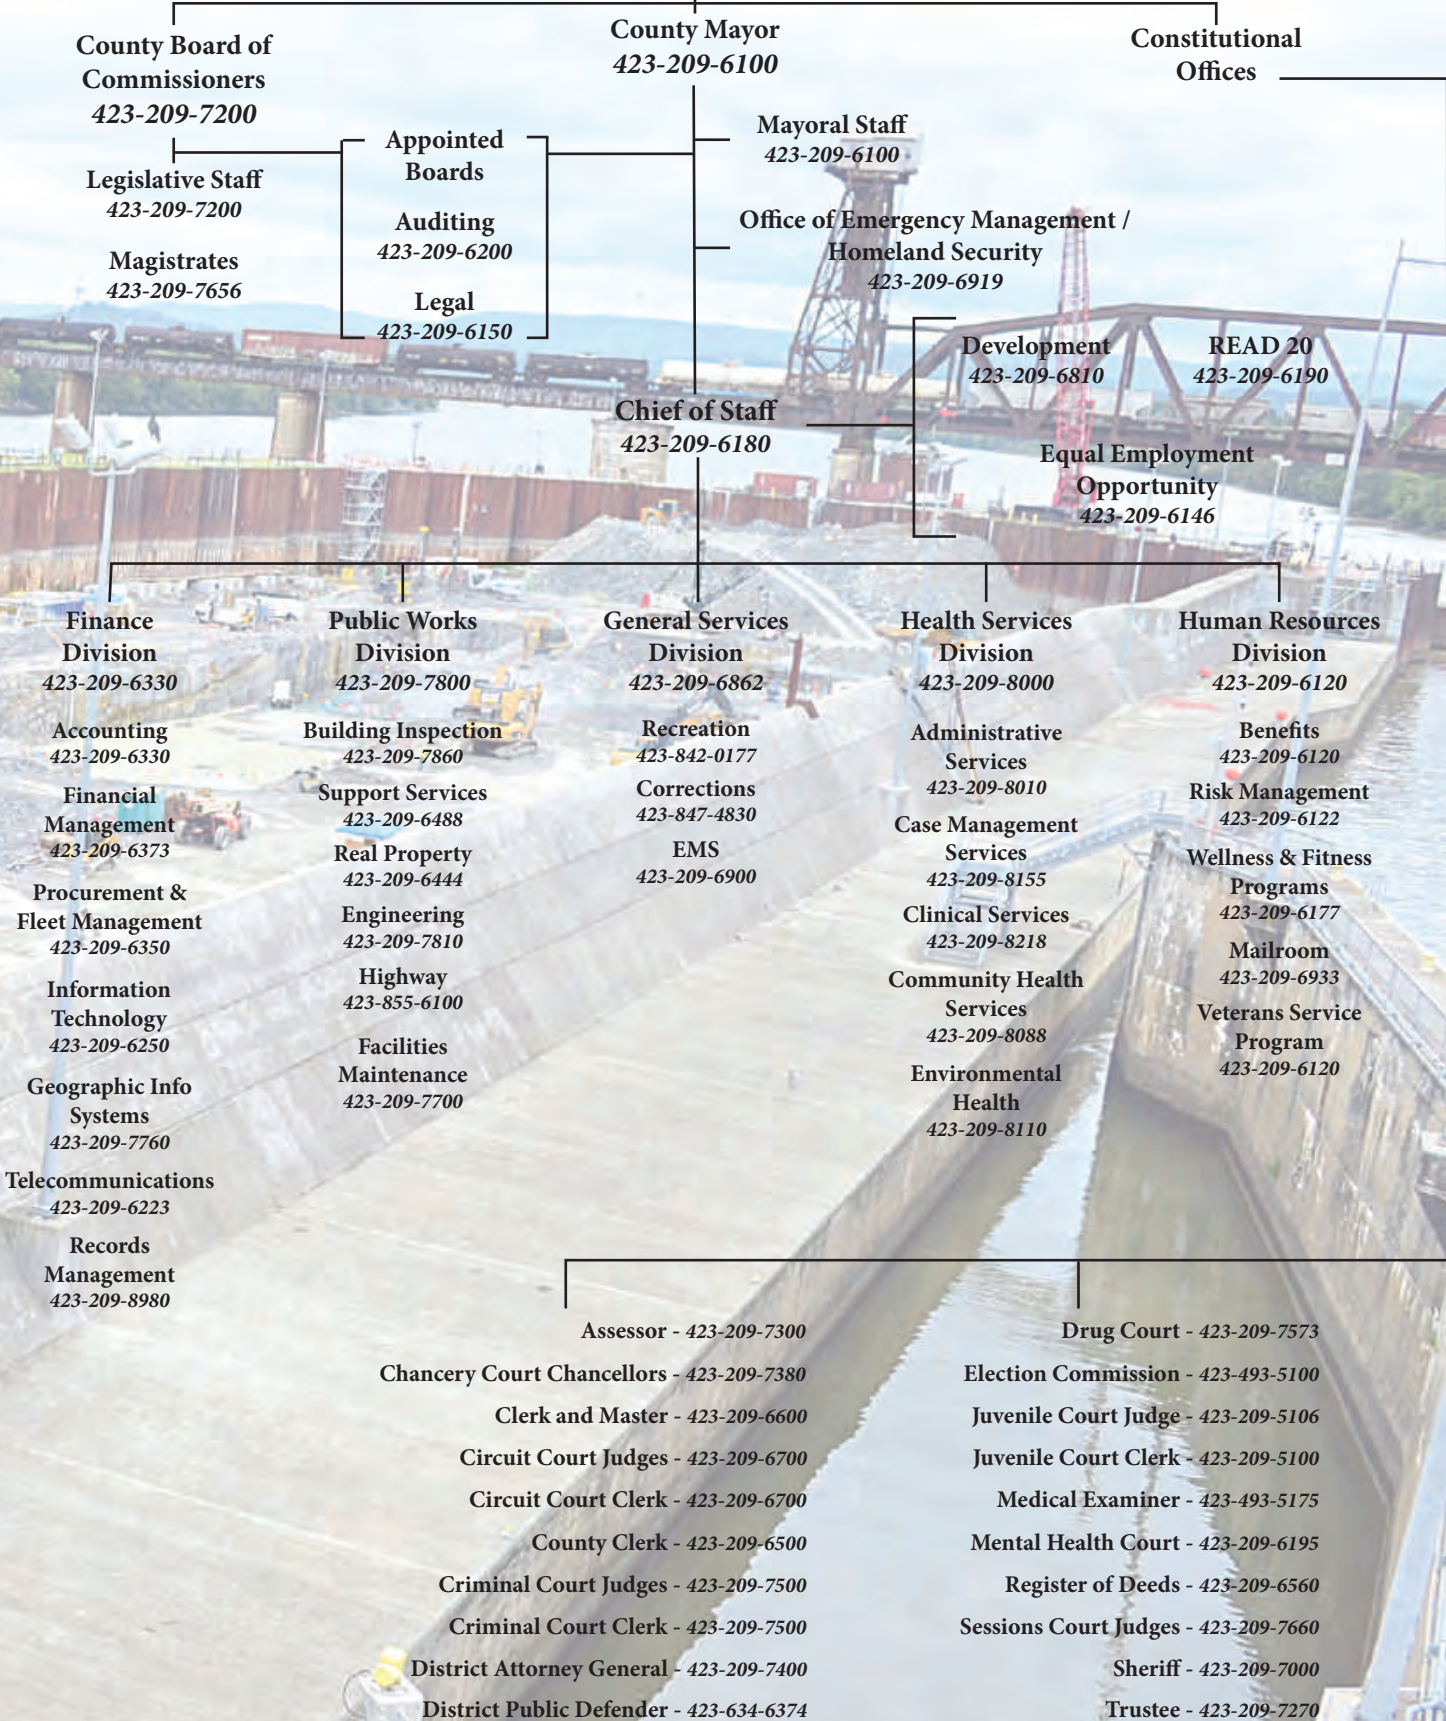 County Board of
Commissioners
423-209-7200
County Mayor
423-209-6100
Constitutional
Offices
Legislative Staff
423-209-7200
Magistrates
423-209-7656
Appointed
Boards
Auditing
423-209-6200
Legal
423-209-6150
Mayoral Staff
423-209-6100
Office of Emergency Management /
Homeland Security
423-209-6919
Chief of Staff
423-209-6180
Development
423-209-6810
READ 20
423-209-6190
Equal Employment
Opportunity
423-209-6146
Finance
Division
423-209-6330
Accounting
423-209-6330
Financial
Management
423-209-6373
Procurement &
Fleet Management
423-209-6350
Information
Technology
423-209-6250
Geographic Info
Systems
423-209-7760
Telecommunications
423-209-6223
Records
Management
423-209-8980
Public Works
Division
423-209-7800
Building Inspection
423-209-7860
Support Services
423-209-6488
Real Property
423-209-6444
Engineering
423-209-7810
Highway
423-855-6100
Facilities
Maintenance
423-209-7700
General Services
Division
423-209-6862
Recreation
423-842-0177
Corrections
423-847-4830
EMS
423-209-6900
Health Services
Division
423-209-8000
Administrative
Services
423-209-8010
Case Management
Services
423-209-8155
Clinical Services
423-209-8218
Community Health
Services
423-209-8088
Environmental
Health
423-209-8110
Human Resources
Division
423-209-6120
Benefits
423-209-6120
Risk Management
423-209-6122
Wellness & Fitness
Programs
423-209-6177
Mailroom
423-209-6933
Veterans Service
Program
423-209-6120
Assessor - 423-209-7300
Chancery Court Chancellors - 423-209-7380
Clerk and Master - 423-209-6600
Circuit Court Judges - 423-209-6700
Circuit Court Clerk - 423-209-6700
County Clerk - 423-209-6500
Criminal Court Judges - 423-209-7500
Criminal Court Clerk - 423-209-7500
District Attorney General - 423-209-7400
District Public Defender - 423-634-6374
Drug Court - 423-209-7573
Election Commission - 423-493-5100
Juvenile Court Judge - 423-209-5106
Juvenile Court Clerk - 423-209-5100
Medical Examiner - 423-493-5175
Mental Health Court - 423-209-6195
Register of Deeds - 423-209-6560
Sessions Court Judges - 423-209-7660
Sheriff - 423-209-7000
Trustee - 423-209-7270